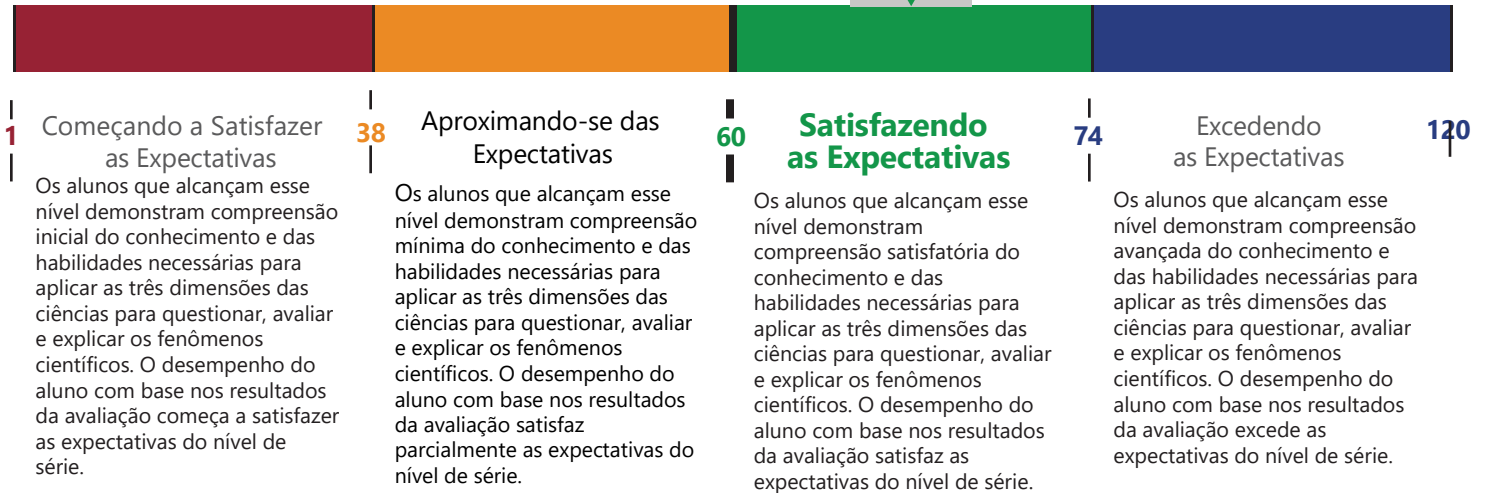 1
Começando a Satisfazer
as Expectativas
Os alunos que alcançam esse
nível demonstram compreensão
inicial do conhecimento e das
habilidades necessárias para
aplicar as três dimensões das
ciências para questionar, avaliar
e explicar os fenômenos
científicos. O desempenho do
aluno com base nos resultados
da avaliação começa a satisfazer
as expectativas do nível de
série.
38
Aproximando-se das
Expectativas
Os alunos que alcançam esse
nível demonstram compreensão
mínima do conhecimento e das
habilidades necessárias para
aplicar as três dimensões das
ciências para questionar, avaliar
e explicar os fenômenos
científicos. O desempenho do
aluno com base nos resultados
da avaliação satisfaz
parcialmente as expectativas do
nível de série.
60
Satisfazendo
as Expectativas
Os alunos que alcançam esse
nível demonstram
compreensão satisfatória do
conhecimento e das
habilidades necessárias para
aplicar as três dimensões das
ciências para questionar, avaliar
e explicar os fenômenos
científicos. O desempenho do
aluno com base nos resultados
da avaliação satisfaz as
expectativas do nível de série.
74
Excedendo
as Expectativas
Os alunos que alcançam esse
nível demonstram compreensão
avançada do conhecimento e
das habilidades necessárias para
aplicar as três dimensões das
ciências para questionar, avaliar
e explicar os fenômenos
científicos. O desempenho do
aluno com base nos resultados
da avaliação excede as
expectativas do nível de série.
120